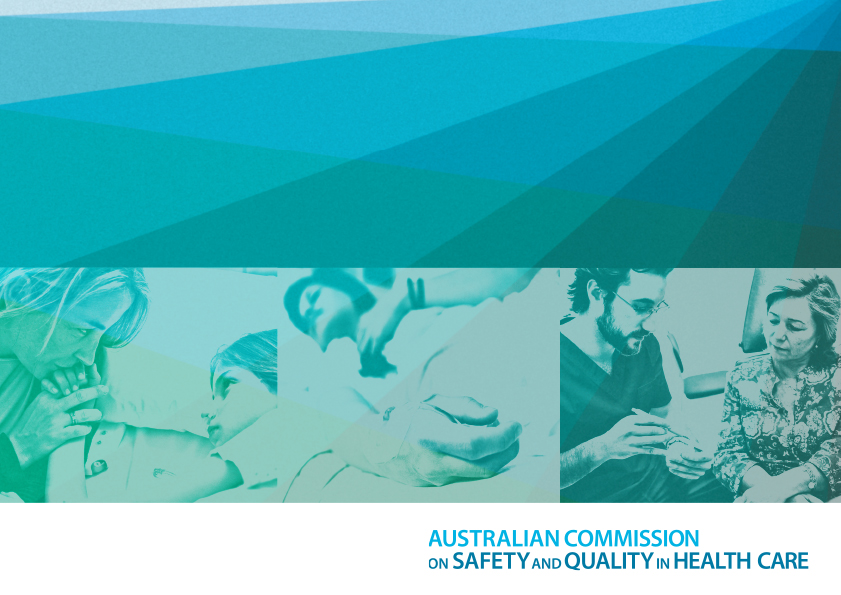 AUSTRALIAN COMMISSION
ON SAFETY AND QUALITY IN HEALTH CARE